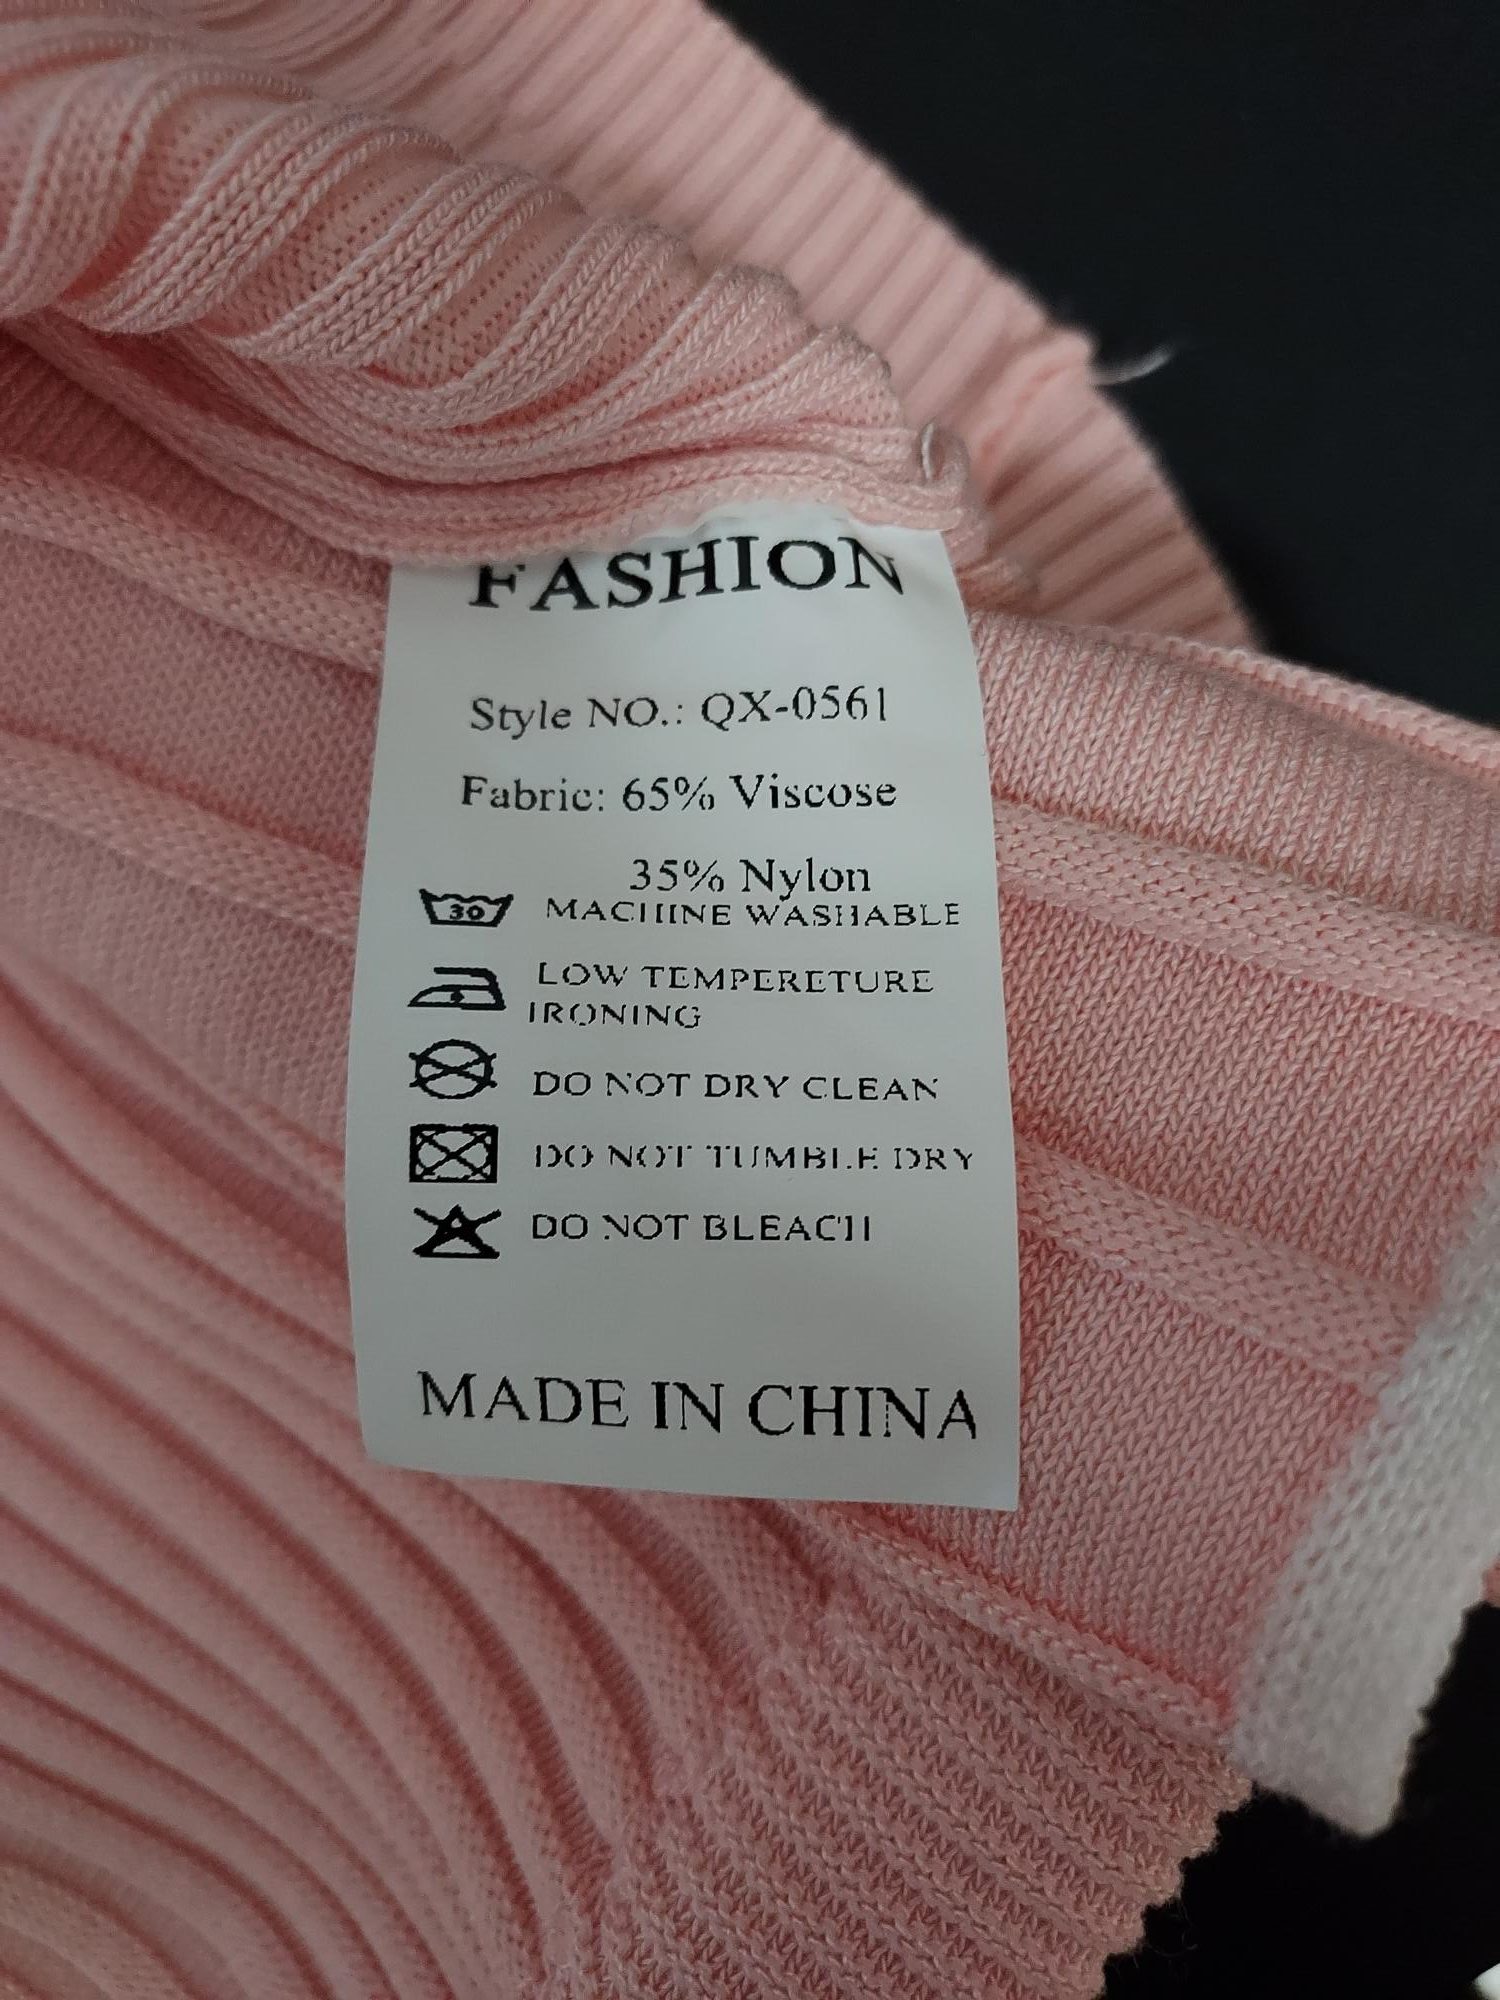 FASHION
Style NO.: QX-0561
Fabric: 65% Viscose
35% Nylon
30 MACHINE WASHABLE
LOW TEMPERETURE
IRONING
DO NOT DRY CLEAN
DO NOT TUMBLE DRY
DO NOT BLEACH
MADE IN CHINA